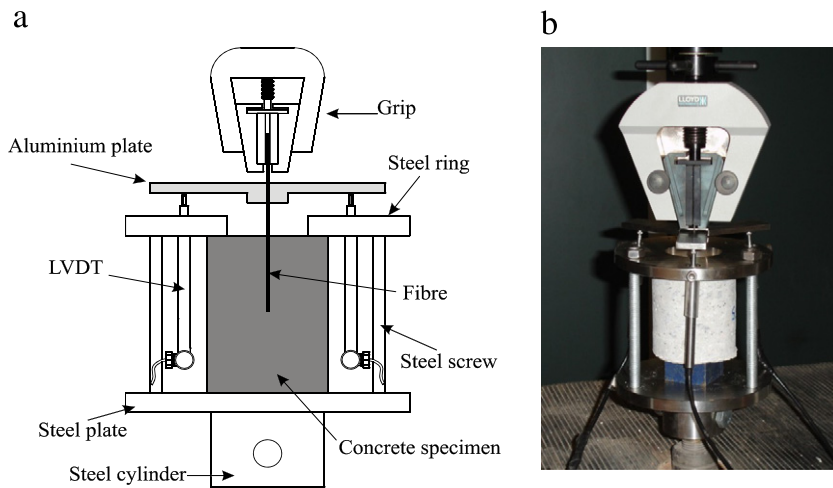 a
b
Grip
Aluminium plate
Steel ring
LVDT
Fibre
Steel screw
Steel plate
Concrete specimen
Steel cylinder
LLOYD